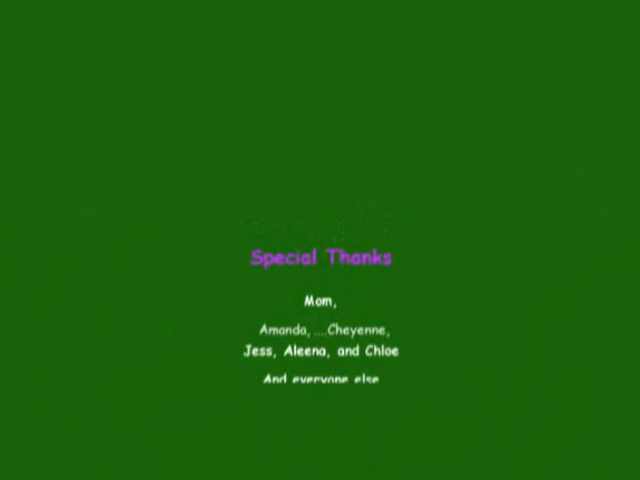 Special Thanks
Mom,
Amanda, ....Cheyenne,
Jess, Aleena, and Chloe
And everyone else